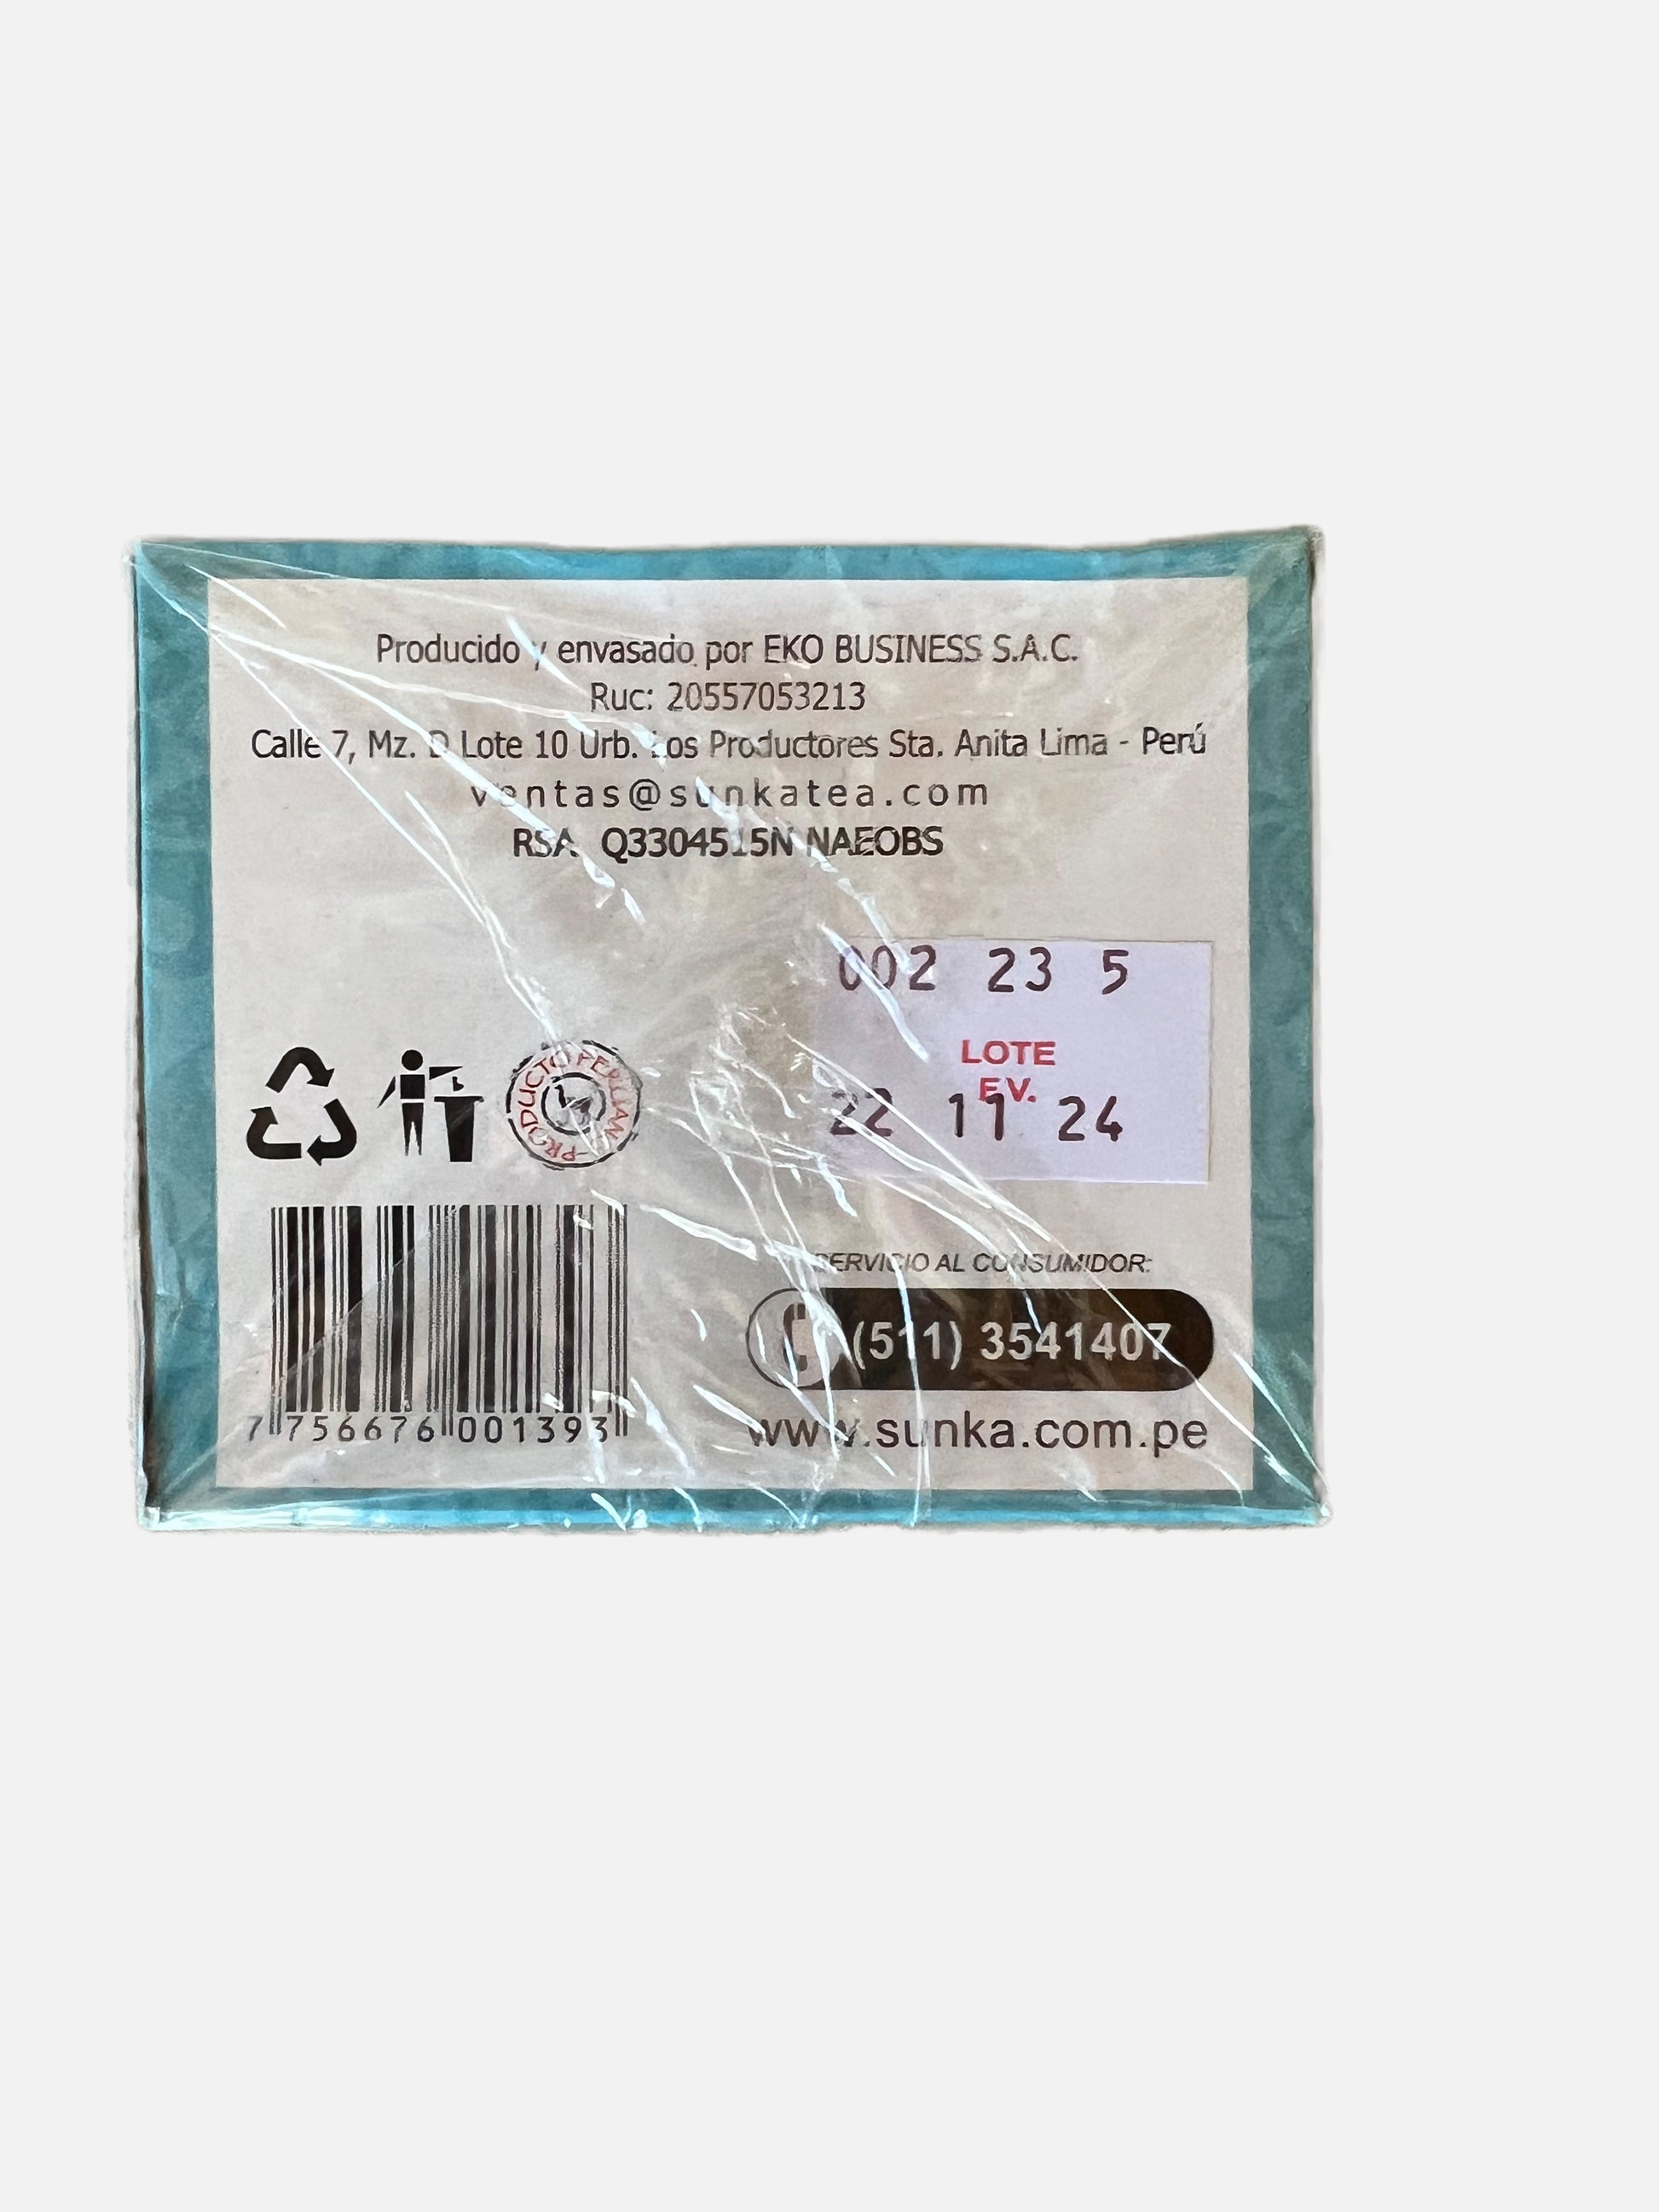 Producido y envasado por EKO BUSINESS S.A.C.
Ruc: 20557053213
Calle 7, Mz. D Lote 10 Urb. Los Productores Sta. Anita Lima - Perú
ventas@sunkatea.com
RSA Q3304515N NAEOBS
002 23 5
LOTE
F.V.
22 11 24
PRODUCTO PERUANO
SERVICIO AL CONSUMIDOR:
(511) 3541407
7 756676 001393
www.sunka.com.pe